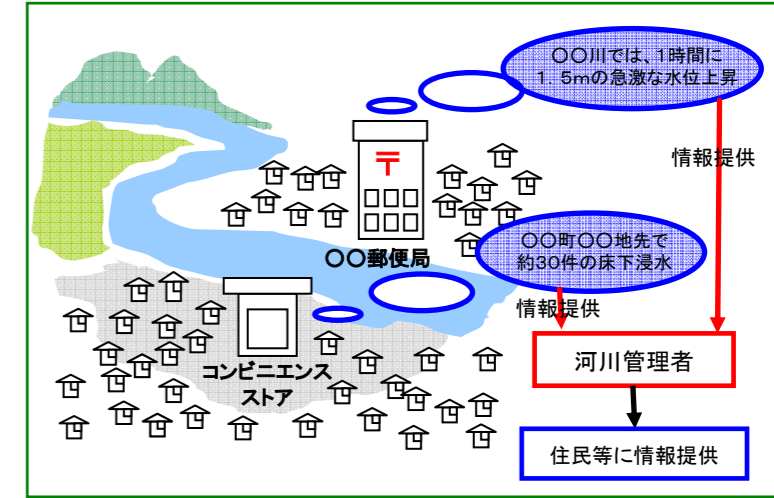 〇〇川では、1時間に
1.5mの急激な水位上昇
情報提供
〒
〇〇郵便局
〇〇町〇〇地先で
約30件の床下浸水
情報提供
コンビニエンス
ストア
河川管理者
住民等に情報提供